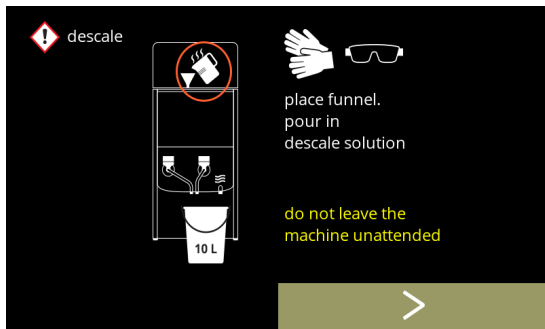 descale
place funnel.
pour in
descale solution
do not leave the
machine unattended
10 L